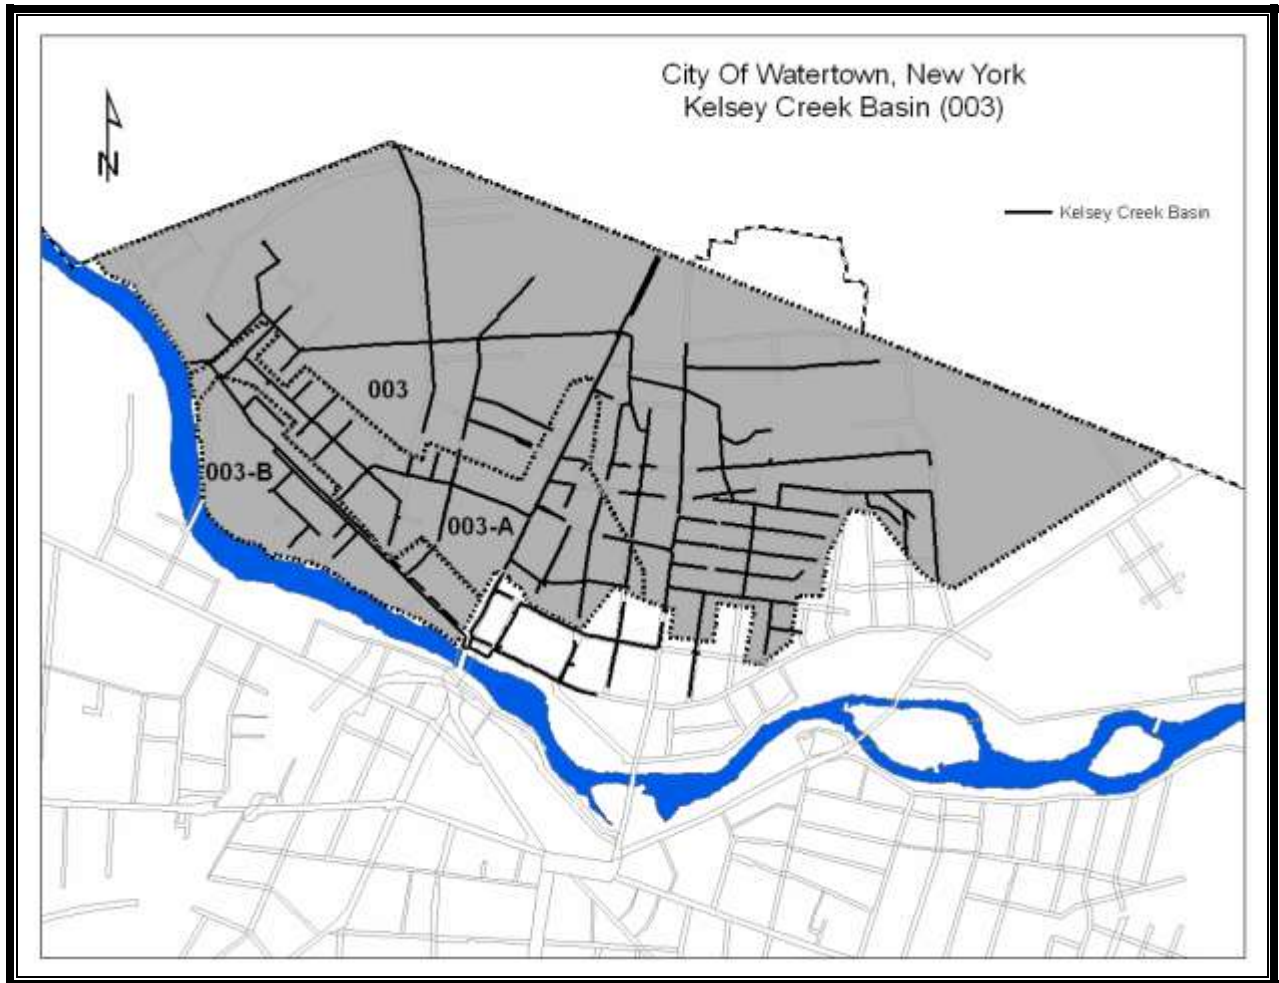 City Of Watertown, New York
Kelsey Creek Basin (003)
N
Kelsey Creek Basin
003
003-B
003-A